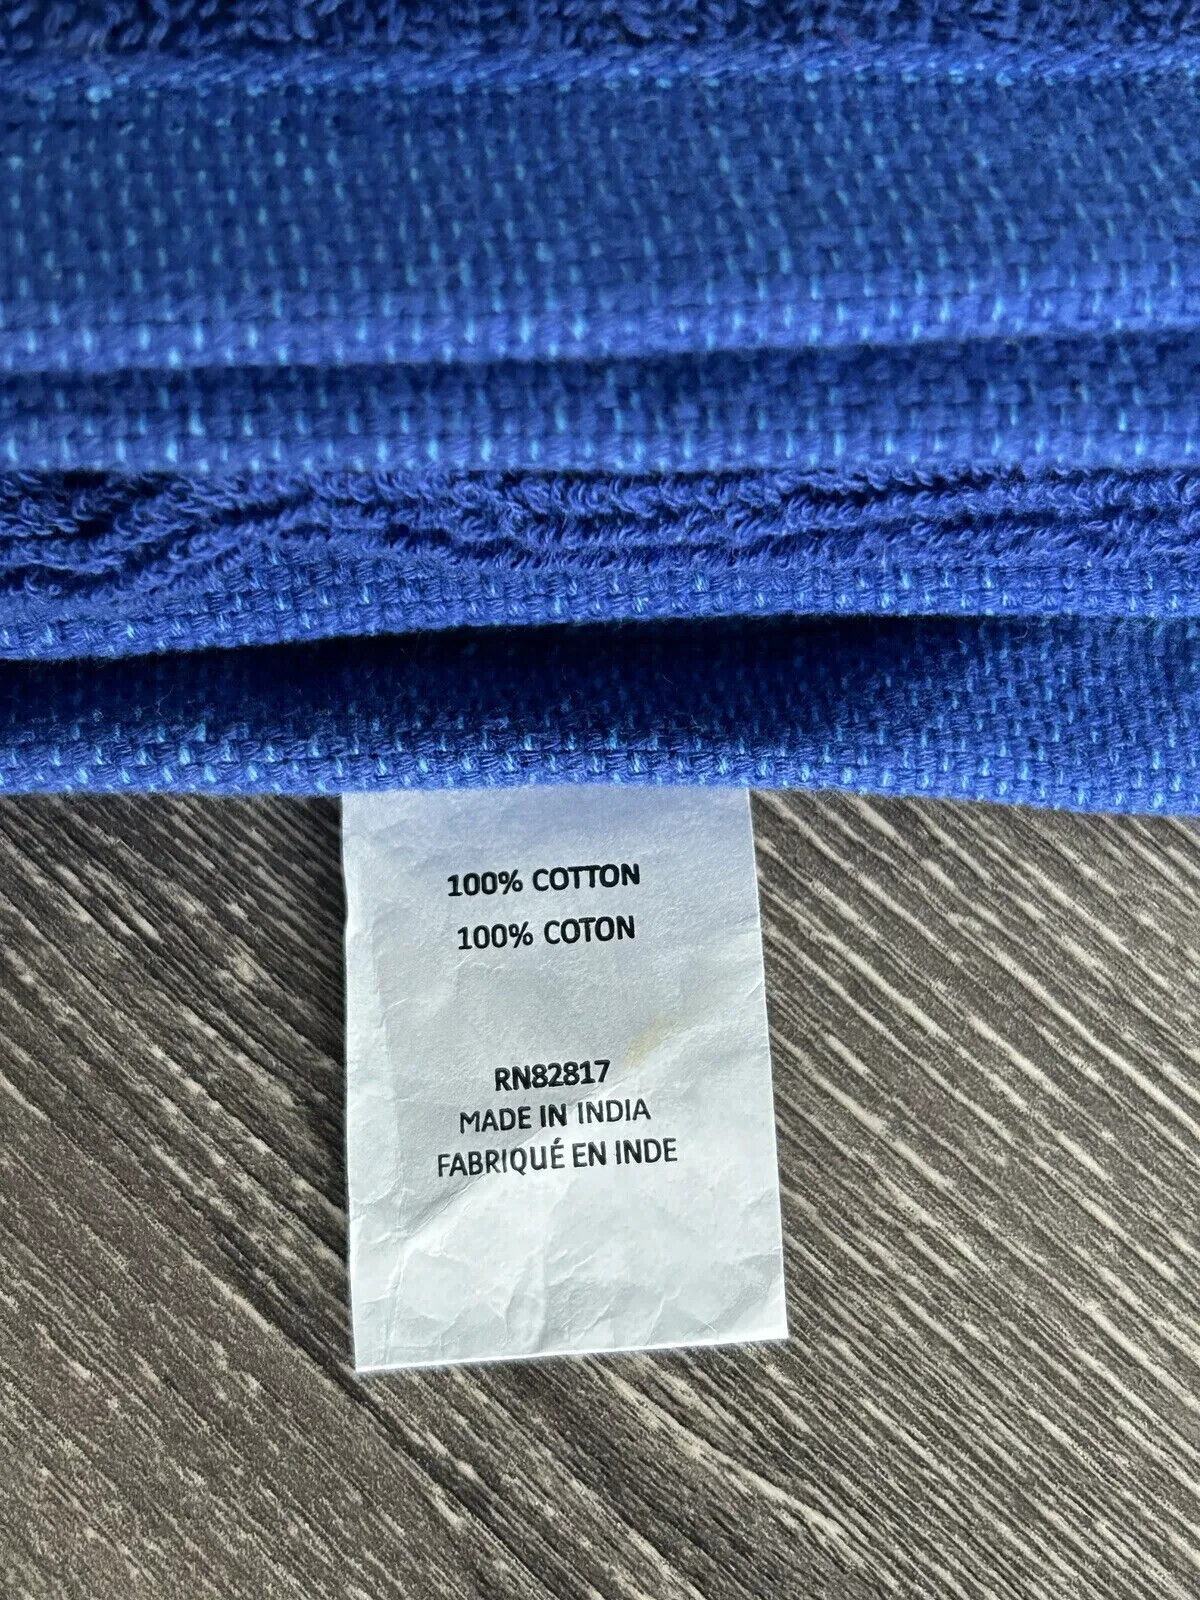 100% COTTON
100% COTON
RN82817
MADE IN INDIA
FABRIQUÉ EN INDE